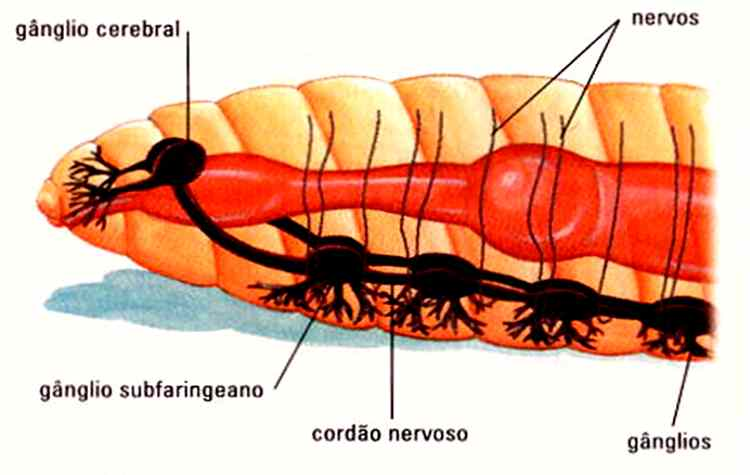 gânglio cerebral
nervos
gânglio subfaringeano
cordão nervoso
gânglios